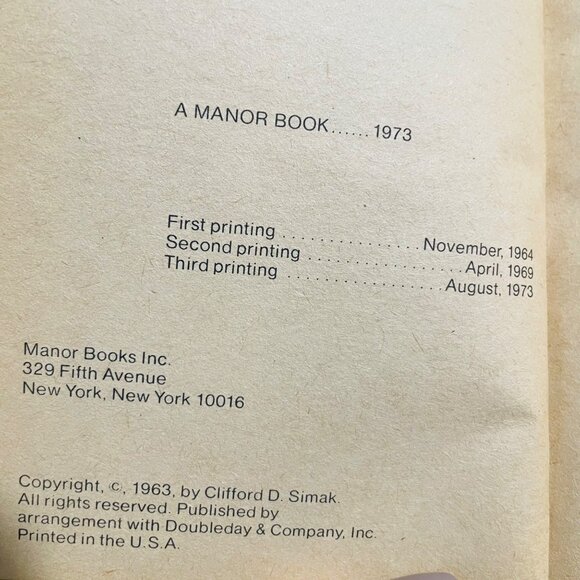 A MANOR BOOK......1973
First printing ................. November, 1964
Second printing ................. April, 1969
Third printing ................. August, 1973
Manor Books Inc.
329 Fifth Avenue
New York, New York 10016
Copyright, ©, 1963, by Clifford D. Simak.
All rights reserved. Published by
arrangement with Doubleday & Company, Inc.
Printed in the U.S.A.